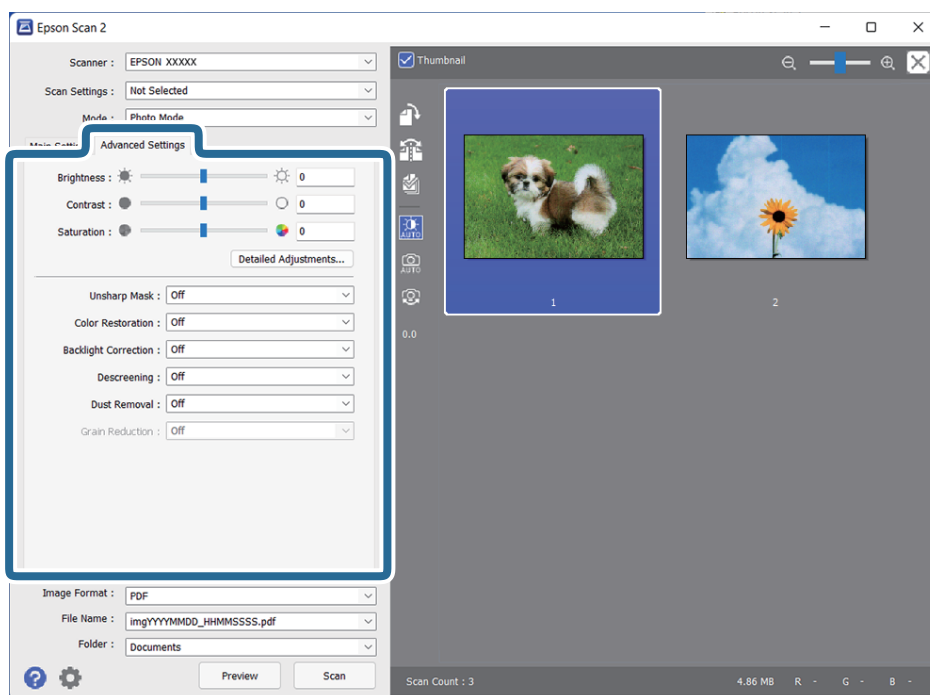 Epson Scan 2
Scanner : EPSON XXXXX
Scan Settings : Not Selected
Mode : Photo Mode
Advanced Settings
Brightness : 0
Contrast : 0
Saturation : 0
Detailed Adjustments...
Unsharp Mask : Off
Color Restoration : Off
Backlight Correction : Off
Descreening : Off
Dust Removal : Off
Grain Reduction : Off
Image Format : PDF
File Name : imgYYYYMMDD_HHMMSSSS.pdf
Folder : Documents
?
Preview
Scan
Thumbnail
AUTO
AUTO
0.0
1
2
Scan Count : 3
4.86 MB R - G - B -